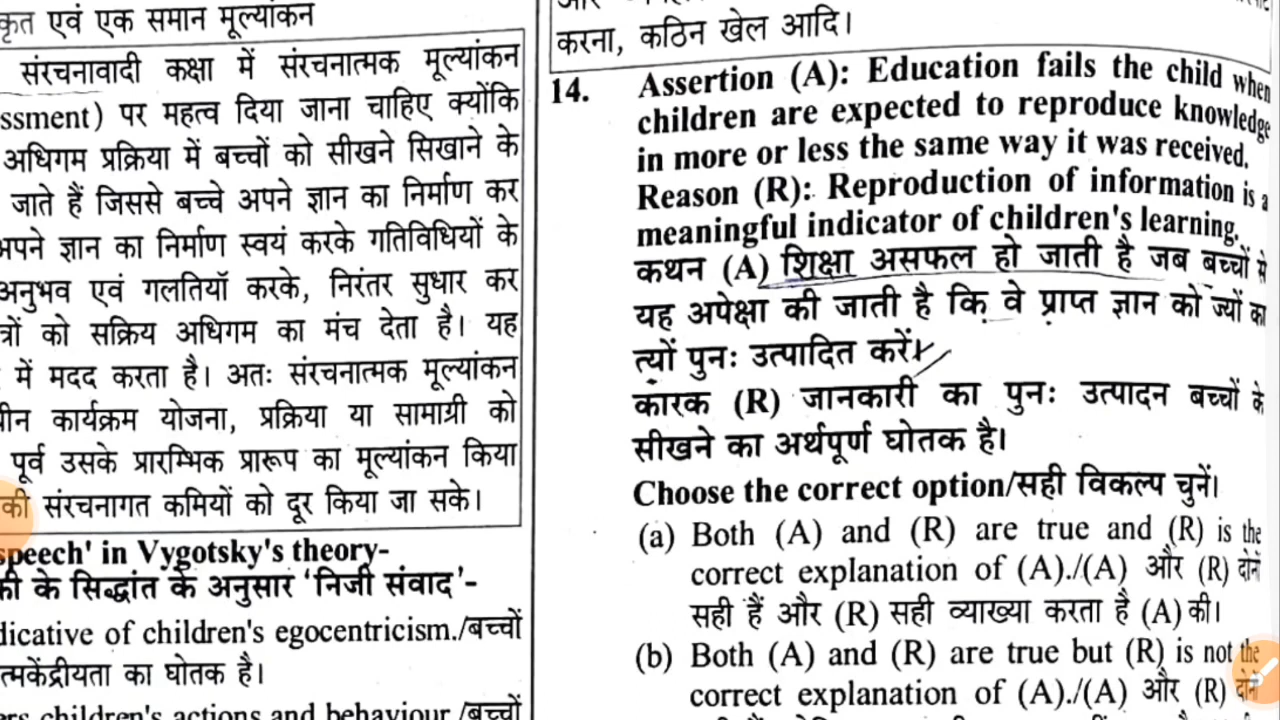 कृत एवं एक समान मूल्यांकन
संरचनावादी कक्षा में संरचनात्मक मूल्यांकन
ssment) पर महत्व दिया जाना चाहिए क्योंकि
अधिगम प्रक्रिया में बच्चों को सीखने सिखाने के
जाते हैं जिससे बच्चे अपने ज्ञान का निर्माण कर
अपने ज्ञान का निर्माण स्वयं करके गतिविधियों के
अनुभव एवं गलतियाँ करके, निरंतर सुधार कर
त्रों को सक्रिय अधिगम का मंच देता है। यह
में मदद करता है। अतः संरचनात्मक मूल्यांकन
कार्यक्रम योजना, प्रक्रिया या सामाग्री को
पूर्व उसके प्रारम्भिक प्रारूप का मूल्यांकन किया
की संरचनागत कमियों को दूर किया जा सके।
speech' in Vygotsky's theory-
की के सिद्धांत के अनुसार ‘निजी संवाद’-
dicative of children's egocentricism./बच्चों
त्मकेंद्रीयता का घोतक है।
ers children's actions and behaviour./बच्चों
करना, कठिन खेल आदि।
14. Assertion (A): Education fails the child when
children are expected to reproduce knowledge
in more or less the same way it was received.
Reason (R): Reproduction of information is a
meaningful indicator of children's learning.
कथन (A) शिक्षा असफल हो जाती है जब बच्चों से
यह अपेक्षा की जाती है कि वे प्राप्त ज्ञान को ज्यों का
त्यों पुनः उत्पादित करें।
कारक (R) जानकारी का पुनः उत्पादन बच्चों के
सीखने का अर्थपूर्ण घोतक है।
Choose the correct option/सही विकल्प चुनें।
(a) Both (A) and (R) are true and (R) is the
correct explanation of (A)./(A) और (R) दोनों
सही हैं और (R) सही व्याख्या करता है (A) की।
(b) Both (A) and (R) are true but (R) is not the
correct explanation of (A)./(A) और (R) दोनों